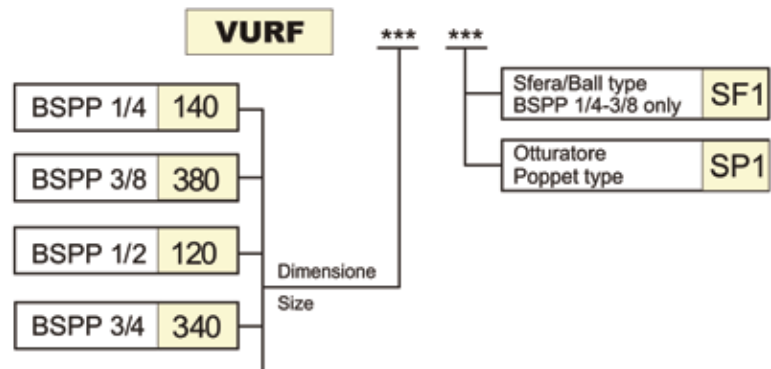 VURF *** ***
Sfera/Ball type
BSPP 1/4-3/8 only
SF1
Otturatore
Poppet type
SP1
BSPP 1/4 140
BSPP 3/8 380
BSPP 1/2 120
BSPP 3/4 340
Dimensione
Size